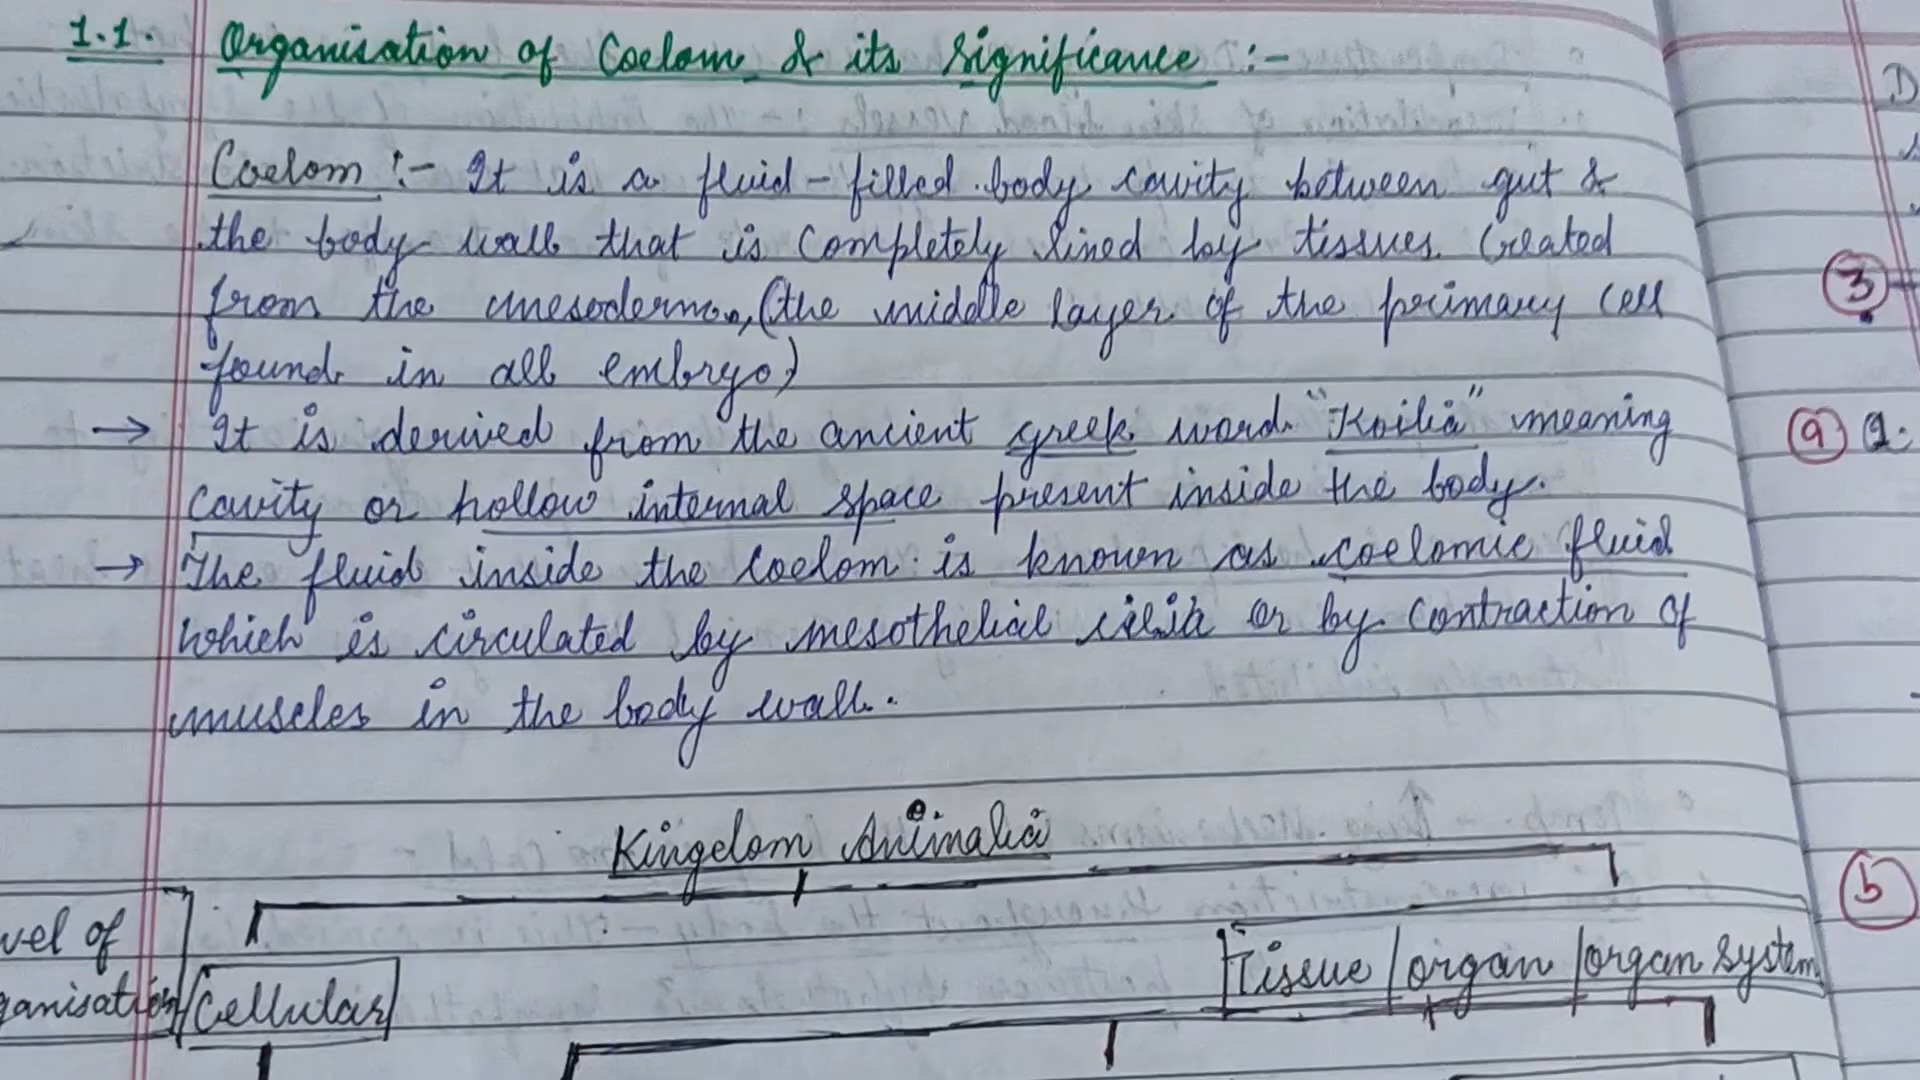 1.1. Organisation of Coelom & its Significance :-
Coelom :- It is a fluid-filled body cavity between gut &
the body wall that is completely lined by tissues created
from the mesoderm, (the middle layer of the primary cell
found in all embryo)
→ It is derived from the ancient greek word "Koilia" meaning
cavity or hollow internal space present inside the body.
→ The fluid inside the coelom is known as coelomic fluid
which is circulated by mesothelial cilia or by contraction of
muscles in the body wall.
Kingdom Animalia
vel of
ganisation
Cellular
Tissue / organ / organ system
D
3
a Q.
b